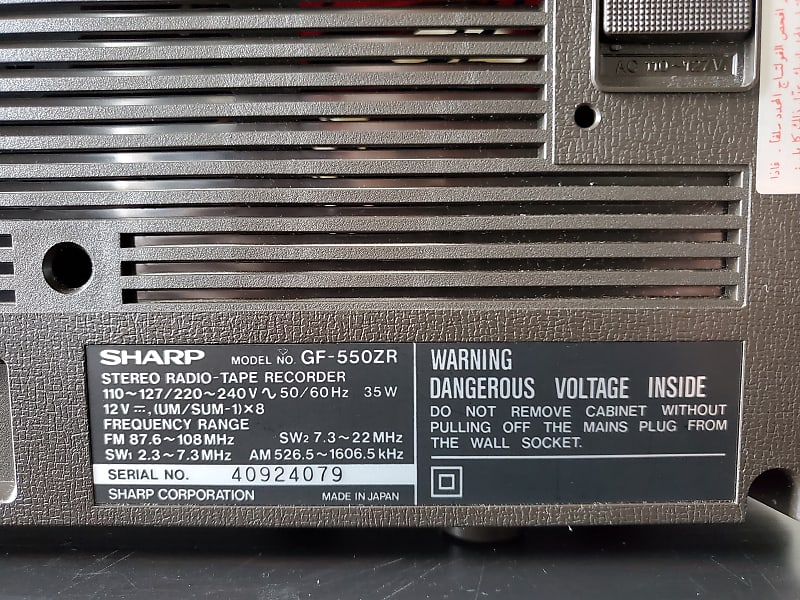 AC 110~127V
SHARP MODEL NO. GF-550ZR
STEREO RADIO-TAPE RECORDER
110~127/220~240V∿50/60Hz 35W
12V⎓,(UM/SUM-1)×8
FREQUENCY RANGE
FM 87.6~108MHz SW2 7.3~22MHz
SW1 2.3~7.3MHz AM 526.5~1606.5kHz
SERIAL NO. 40924079
SHARP CORPORATION MADE IN JAPAN
WARNING
DANGEROUS VOLTAGE INSIDE
DO NOT REMOVE CABINET WITHOUT
PULLING OFF THE MAINS PLUG FROM
THE WALL SOCKET.